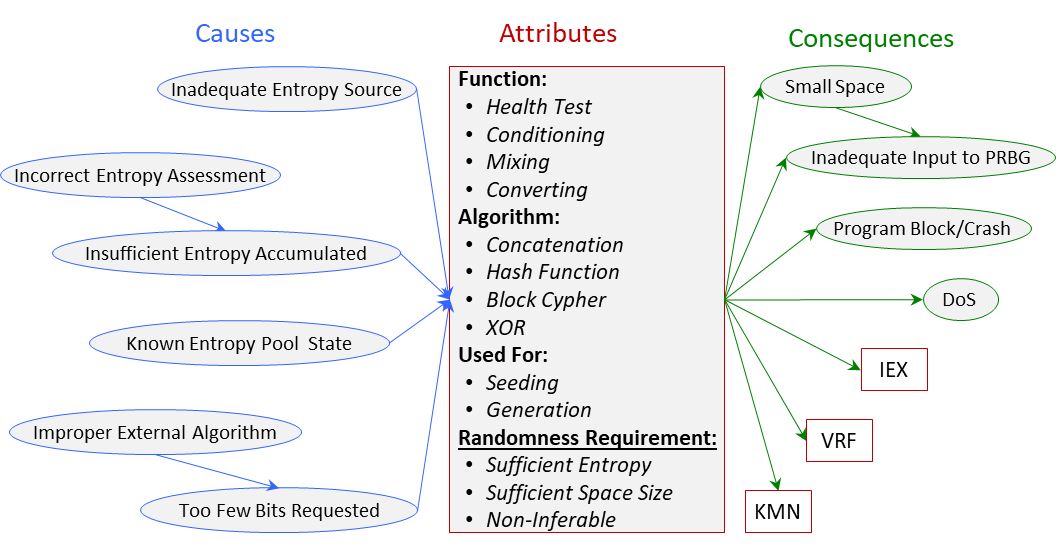 Causes
Attributes
Consequences
Inadequate Entropy Source
Incorrect Entropy Assessment
Insufficient Entropy Accumulated
Known Entropy Pool State
Improper External Algorithm
Too Few Bits Requested
Function:
• Health Test
• Conditioning
• Mixing
• Converting
Algorithm:
• Concatenation
• Hash Function
• Block Cypher
• XOR
Used For:
• Seeding
• Generation
Randomness Requirement:
• Sufficient Entropy
• Sufficient Space Size
• Non-Inferable
Small Space
Inadequate Input to PRBG
Program Block/Crash
DoS
IEX
VRF
KMN